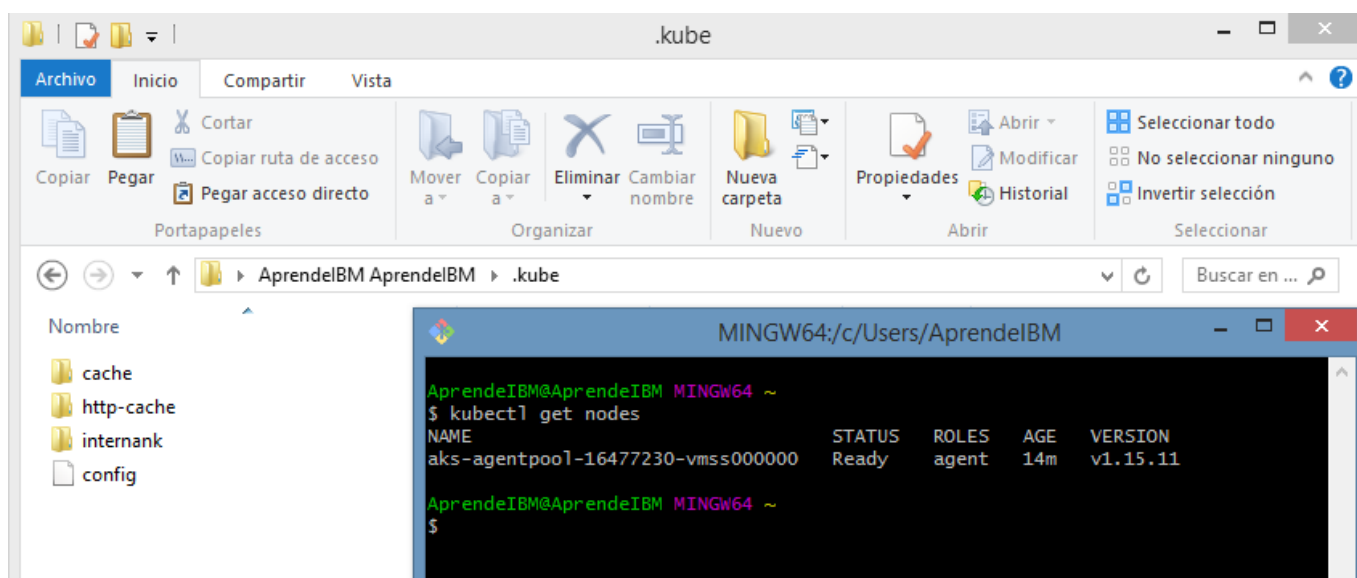 .kube
Archivo Inicio Compartir Vista
Copiar
Pegar
Cortar
Copiar ruta de acceso
Pegar acceso directo
Portapapeles
Mover a
Copiar a
Eliminar
Cambiar nombre
Organizar
Nueva carpeta
Nuevo
Propiedades
Abrir
Modificar
Historial
Abrir
Seleccionar todo
No seleccionar ninguno
Invertir selección
Seleccionar
AprendeIBM AprendeIBM .kube
Buscar en ...
Nombre
cache
http-cache
internank
config
MINGW64:/c/Users/AprendeIBM
AprendeIBM@AprendeIBM MINGW64 ~
$ kubectl get nodes
NAME STATUS ROLES AGE VERSION
aks-agentpool-16477230-vmss000000 Ready agent 14m v1.15.11
AprendeIBM@AprendeIBM MINGW64 ~
$